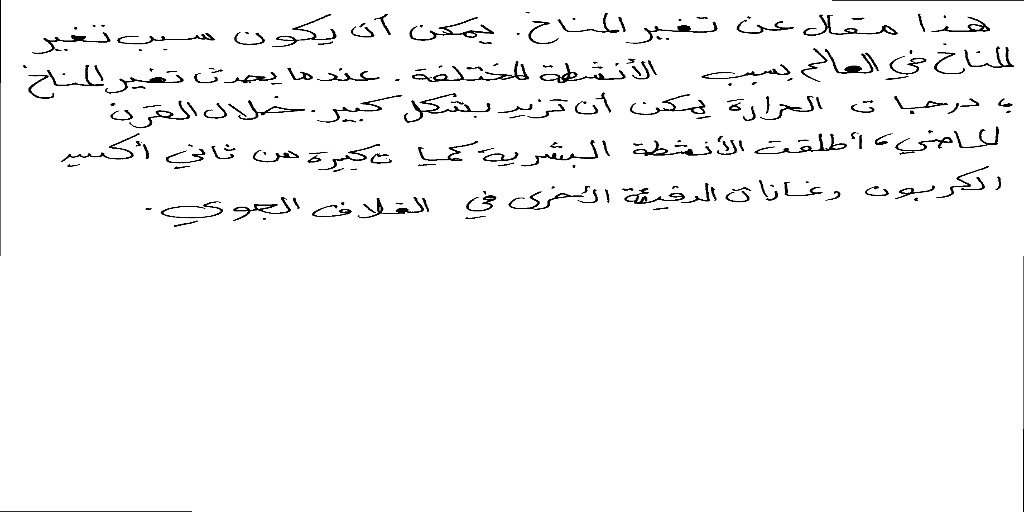 هذا مقال عن تغير المناخ. يمكن أن يكون سبب تغير
المناخ في العالم بسبب الأنشطة المختلفة. عندما يحدث تغير المناخ
، درجات الحرارة يمكن أن تزيد بشكل كبير. خلال القرن
الماضي، أطلقت الأنشطة البشرية كميات كبيرة من ثاني أكسيد
الكربون وغازات الدفيئة الأخرى في الغلاف الجوي.